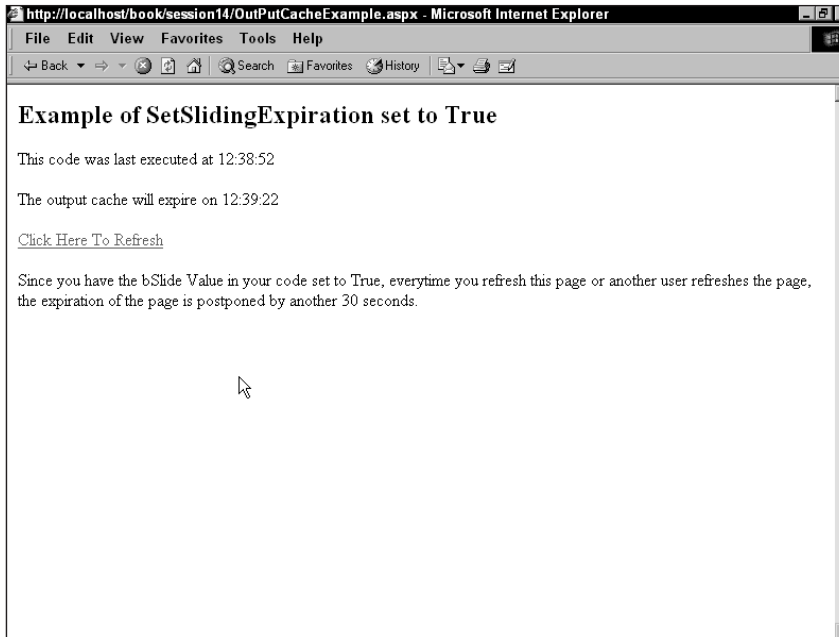 http://localhost/book/session14/OutPutCacheExample.aspx - Microsoft Internet Explorer
File Edit View Favorites Tools Help
Back Search Favorites History
Example of SetSlidingExpiration set to True
This code was last executed at 12:38:52
The output cache will expire on 12:39:22
Click Here To Refresh
Since you have the bSlide Value in your code set to True, everytime you refresh this page or another user refreshes the page,
the expiration of the page is postponed by another 30 seconds.